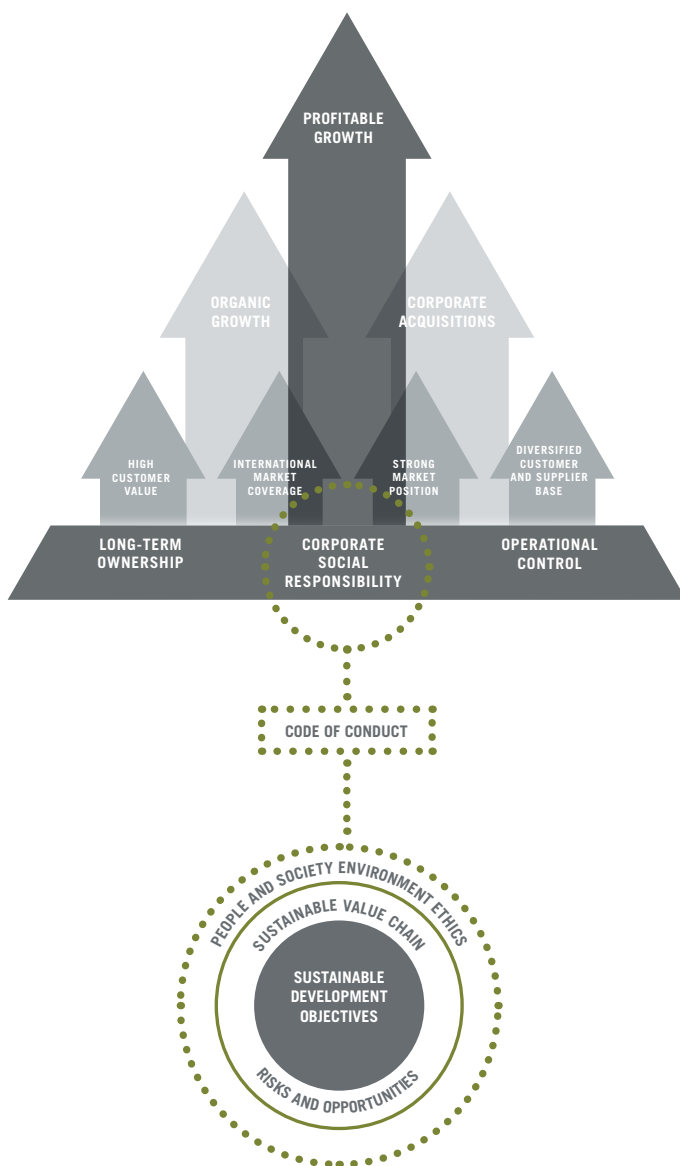 PROFITABLE
GROWTH
ORGANIC
GROWTH
CORPORATE
ACQUISITIONS
HIGH
CUSTOMER
VALUE
INTERNATIONAL
MARKET
COVERAGE
STRONG
MARKET
POSITION
DIVERSIFIED
CUSTOMER
AND SUPPLIER
BASE
LONG-TERM
OWNERSHIP
CORPORATE
SOCIAL
RESPONSIBILITY
OPERATIONAL
CONTROL
CODE OF CONDUCT
PEOPLE AND SOCIETY ENVIRONMENT ETHICS
SUSTAINABLE VALUE CHAIN
SUSTAINABLE
DEVELOPMENT
OBJECTIVES
RISKS AND OPPORTUNITIES